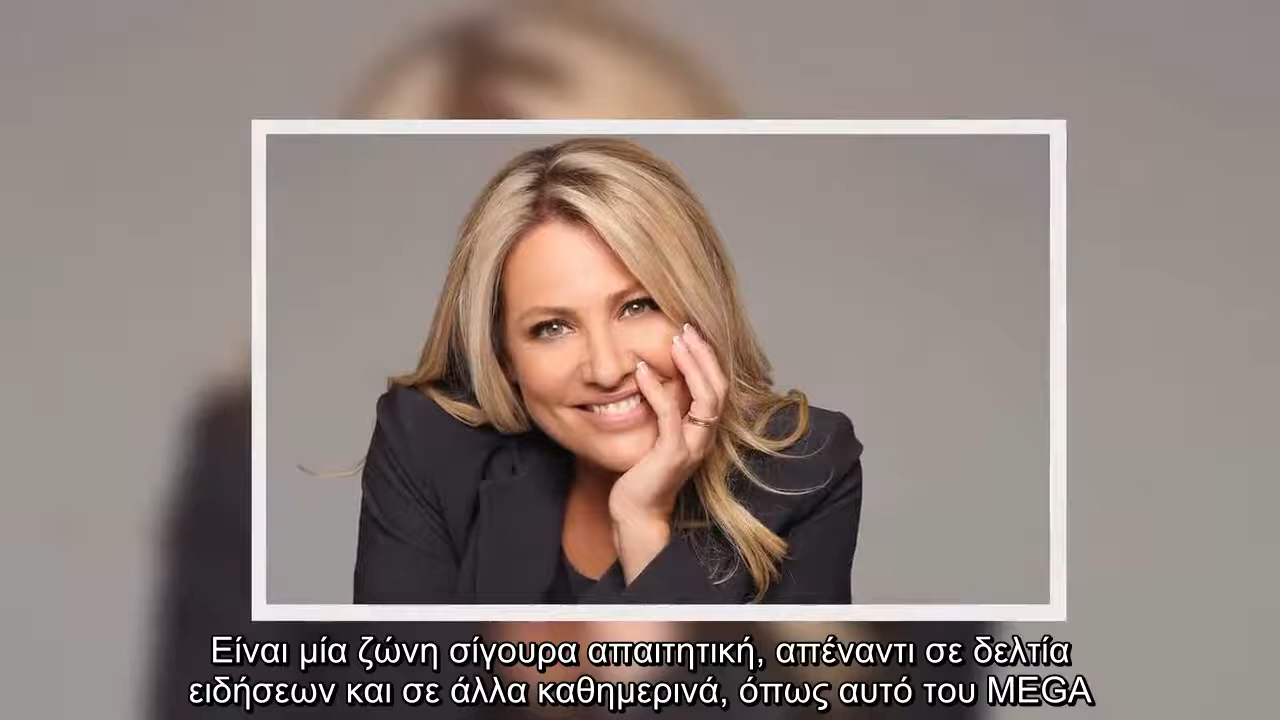 Είναι μία ζώνη σίγουρα απαιτητική, απέναντι σε δελτία
ειδήσεων και σε άλλα καθημερινά, όπως αυτό του MEGA